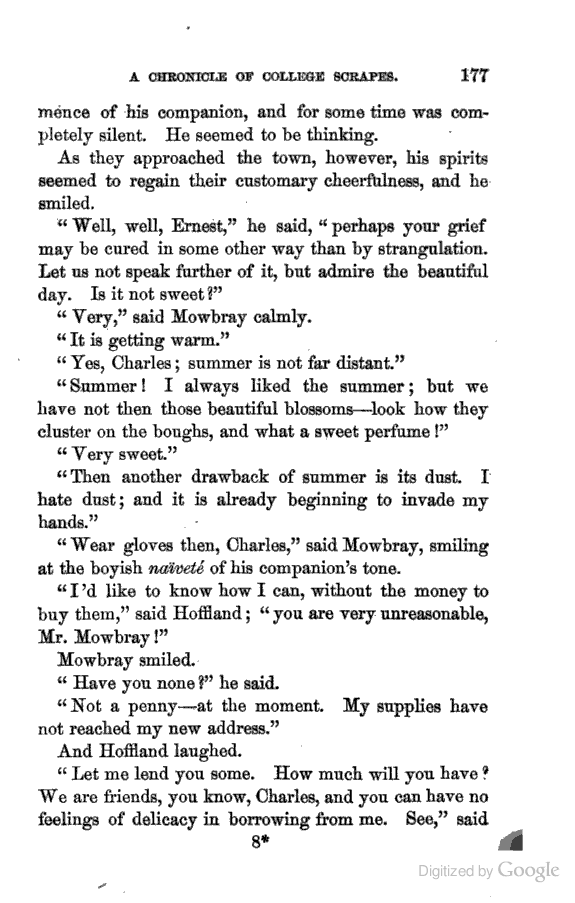 A CHRONICLE OF COLLEGE SCRAPES. 177
mence of his companion, and for some time was com-
pletely silent. He seemed to be thinking.
As they approached the town, however, his spirits
seemed to regain their customary cheerfulness, and he
smiled.
“Well, well, Ernest,” he said, “perhaps your grief
may be cured in some other way than by strangulation.
Let us not speak further of it, but admire the beautiful
day. Is it not sweet?”
“Very,” said Mowbray calmly.
“It is getting warm.”
“Yes, Charles; summer is not far distant.”
“Summer! I always liked the summer; but we
have not then those beautiful blossoms—look how they
cluster on the boughs, and what a sweet perfume!”
“Very sweet.”
“Then another drawback of summer is its dust. I
hate dust; and it is already beginning to invade my
hands.”
“Wear gloves then, Charles,” said Mowbray, smiling
at the boyish naïveté of his companion’s tone.
“I’d like to know how I can, without the money to
buy them,” said Hoffland; “you are very unreasonable,
Mr. Mowbray!”
Mowbray smiled.
“Have you none?” he said.
“Not a penny—at the moment. My supplies have
not reached my new address.”
And Hoffland laughed.
“Let me lend you some. How much will you have?
We are friends, you know, Charles, and you can have no
feelings of delicacy in borrowing from me. See,” said
8*
Digitized by Google